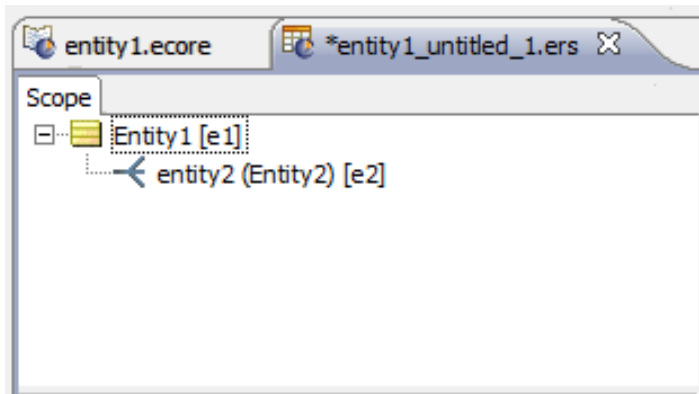 entity1.ecore
*entity1_untitled_1.ers
Scope
Entity1 [e1]
entity2 (Entity2) [e2]